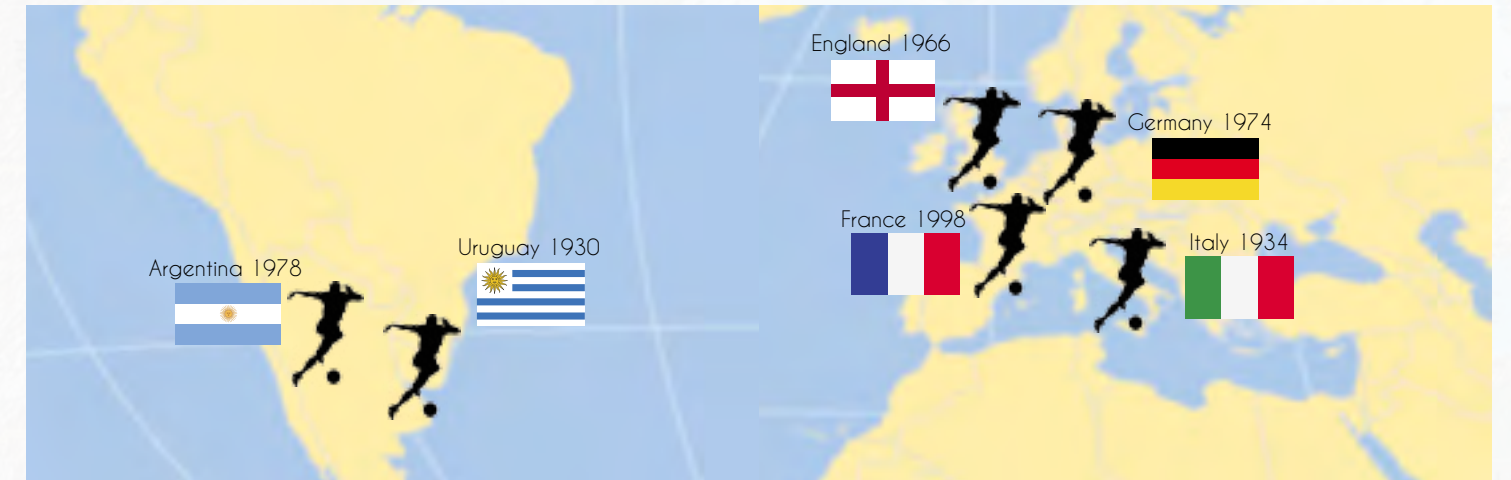 England 1966
Germany 1974
France 1998
Italy 1934
Uruguay 1930
Argentina 1978